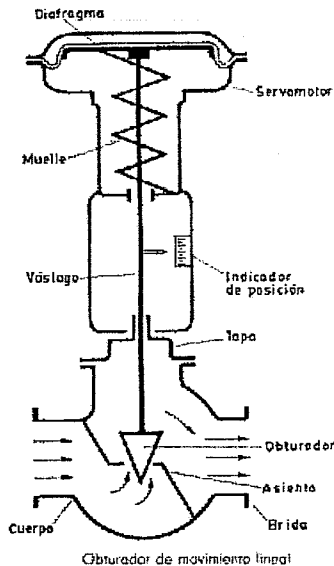 Diafragma
Servomotor
Muelle
Vástago
Indicador
de posición
Tapa
Obturador
Asiento
Cuerpo
Brida
Obturador de movimiento lineal